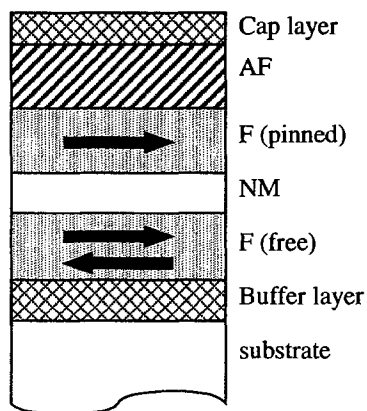 Cap layer
AF
F (pinned)
NM
F (free)
Buffer layer
substrate